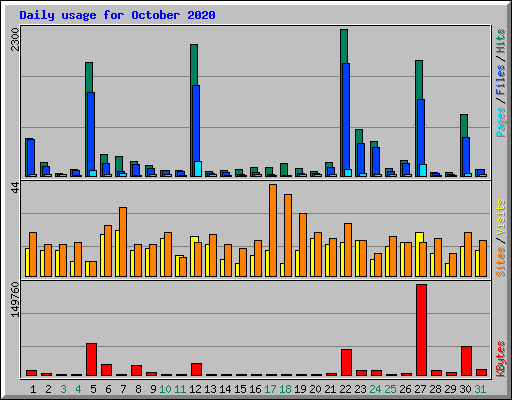 Daily usage for October 2020
2300
Pages / Files / Hits
44
Sites / Visits
149760
KBytes
1 2 3 4 5 6 7 8 9 10 11 12 13 14 15 16 17 18 19 20 21 22 23 24 25 26 27 28 29 30 31